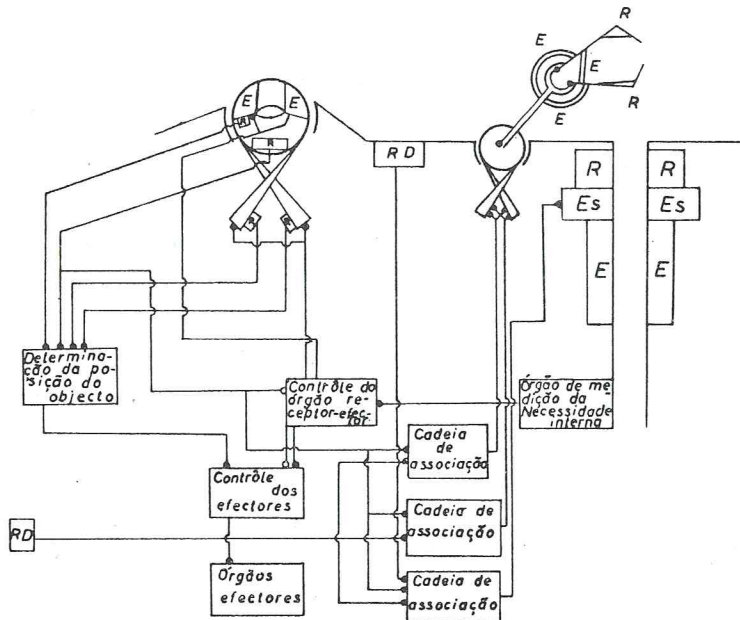 R
E
E
R
E
E
E
R
R
R D
R
R
R
R
Es
Es
E
E
Determina-
ção da po-
sição do
objecto
Contrôle do
órgão re-
ceptor-efec-
tor
Órgão de me
dição da
Necessidade
interna
Cadeia
de
associação
Contrôle
dos
efectores
Cadeia de
associação
RD
Órgãos
efectores
Cadeia de
associação